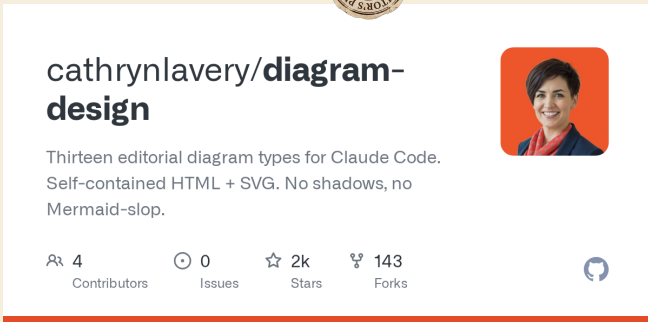 TOR'S P
cathrynlavery/diagram-
design
Thirteen editorial diagram types for Claude Code.
Self-contained HTML + SVG. No shadows, no
Mermaid-slop.
4 0 2k 143
Contributors Issues Stars Forks